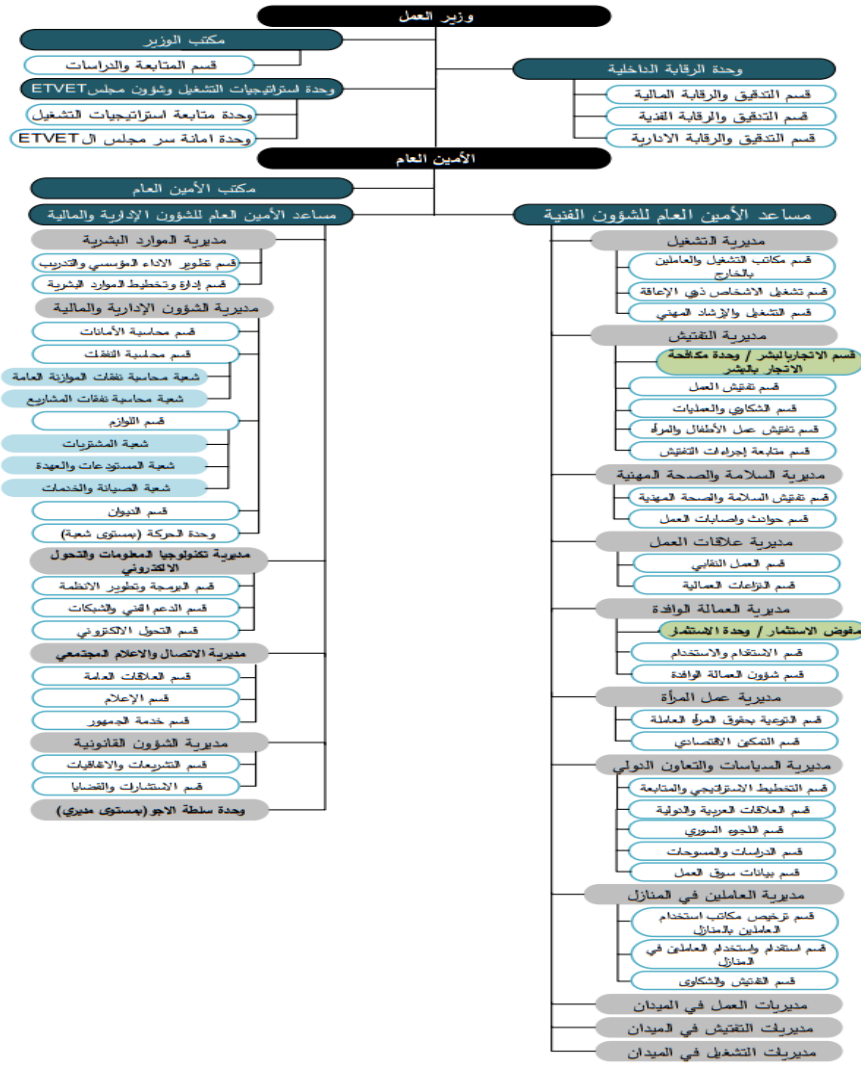 وزير العمل
مكتب الوزير
قسم المتابعة والدراسات
وحدة استراتيجيات التشغيل وشؤون مجلس ETVET
وحدة متابعة استراتيجيات التشغيل
وحدة امانة سر مجلس ال ETVET
وحدة الرقابة الداخلية
قسم التدقيق والرقابة المالية
قسم التدقيق والرقابة الفنية
قسم التدقيق والرقابة الادارية
الأمين العام
مكتب الأمين العام
مساعد الأمين العام للشؤون الفنية
مديرية التشغيل
قسم مكاتب التشغيل والعاملين
بالخارج
قسم تشغيل الاشخاص ذوي الإعاقة
قسم التشغيل والإرشاد المهني
مديرية التفتيش
قسم الاتجاربالبشر / وحدة مكافحة
الاتجار بالبشر
قسم تفتيش العمل
قسم الشكاوي والعمليات
قسم تفتيش عمل الأطفال والمرأه
قسم متابعة إجراءات التفتيش
مديرية السلامة والصحة المهنية
قسم تفتيش السلامة والصحة المهنية
قسم حوادث واصابات العمل
مديرية علاقات العمل
قسم العمل النقابي
قسم النزاعات العمالية
مديرية العمالة الوافدة
مفوض الاستثمار / وحدة الاستثمار
قسم الاستقدام والاستخدام
قسم شؤون العمالة الوافدة
مديرية عمل المرأة
قسم التوعية بحقوق المرأه العاملة
قسم التمكين الاقتصادي
مديرية السياسات والتعاون الدولي
قسم التخطيط الاستراتيجي والمتابعة
قسم العلاقات العربية والدولية
قسم اللجوء السوري
قسم الدراسات والمسوحات
قسم بيانات سوق العمل
مديرية العاملين في المنازل
قسم ترخيص مكاتب استخدام
العاملين بالمنازل
قسم استقدام واستخدام العاملين في
المنازل
قسم التفتيش والشكاوى
مديريات العمل في الميدان
مديريات التفتيش في الميدان
مديريات التشغيل في الميدان
مساعد الأمين العام للشؤون الإدارية والمالية
مديرية الموارد البشرية
قسم تطوير الاداء المؤسسي والتدريب
قسم إدارة وتخطيط الموارد البشرية
مديرية الشؤون الإدارية والمالية
قسم محاسبة الأمانات
قسم محاسبة النفقات
شعبة محاسبة نفقات الموازنة العامة
شعبة محاسبة نفقات المشاريع
قسم اللوازم
شعبة المشتريات
شعبة المستودعات والعهدة
شعبة الصيانة والخدمات
قسم الديوان
وحدة الحركة (بمستوى شعبة)
مديرية تكنولوجيا المعلومات والتحول
الالكتروني
قسم البرمجة وتطوير الانظمة
قسم الدعم الفني والشبكات
قسم التحول الالكتروني
مديرية الاتصال والاعلام المجتمعي
قسم العلاقات العامة
قسم الإعلام
قسم خدمة الجمهور
مديرية الشؤون القانونية
قسم التشريعات والاتفاقيات
قسم الاستشارات والقضايا
وحدة سلطة الاجو(بمستوى مديري)